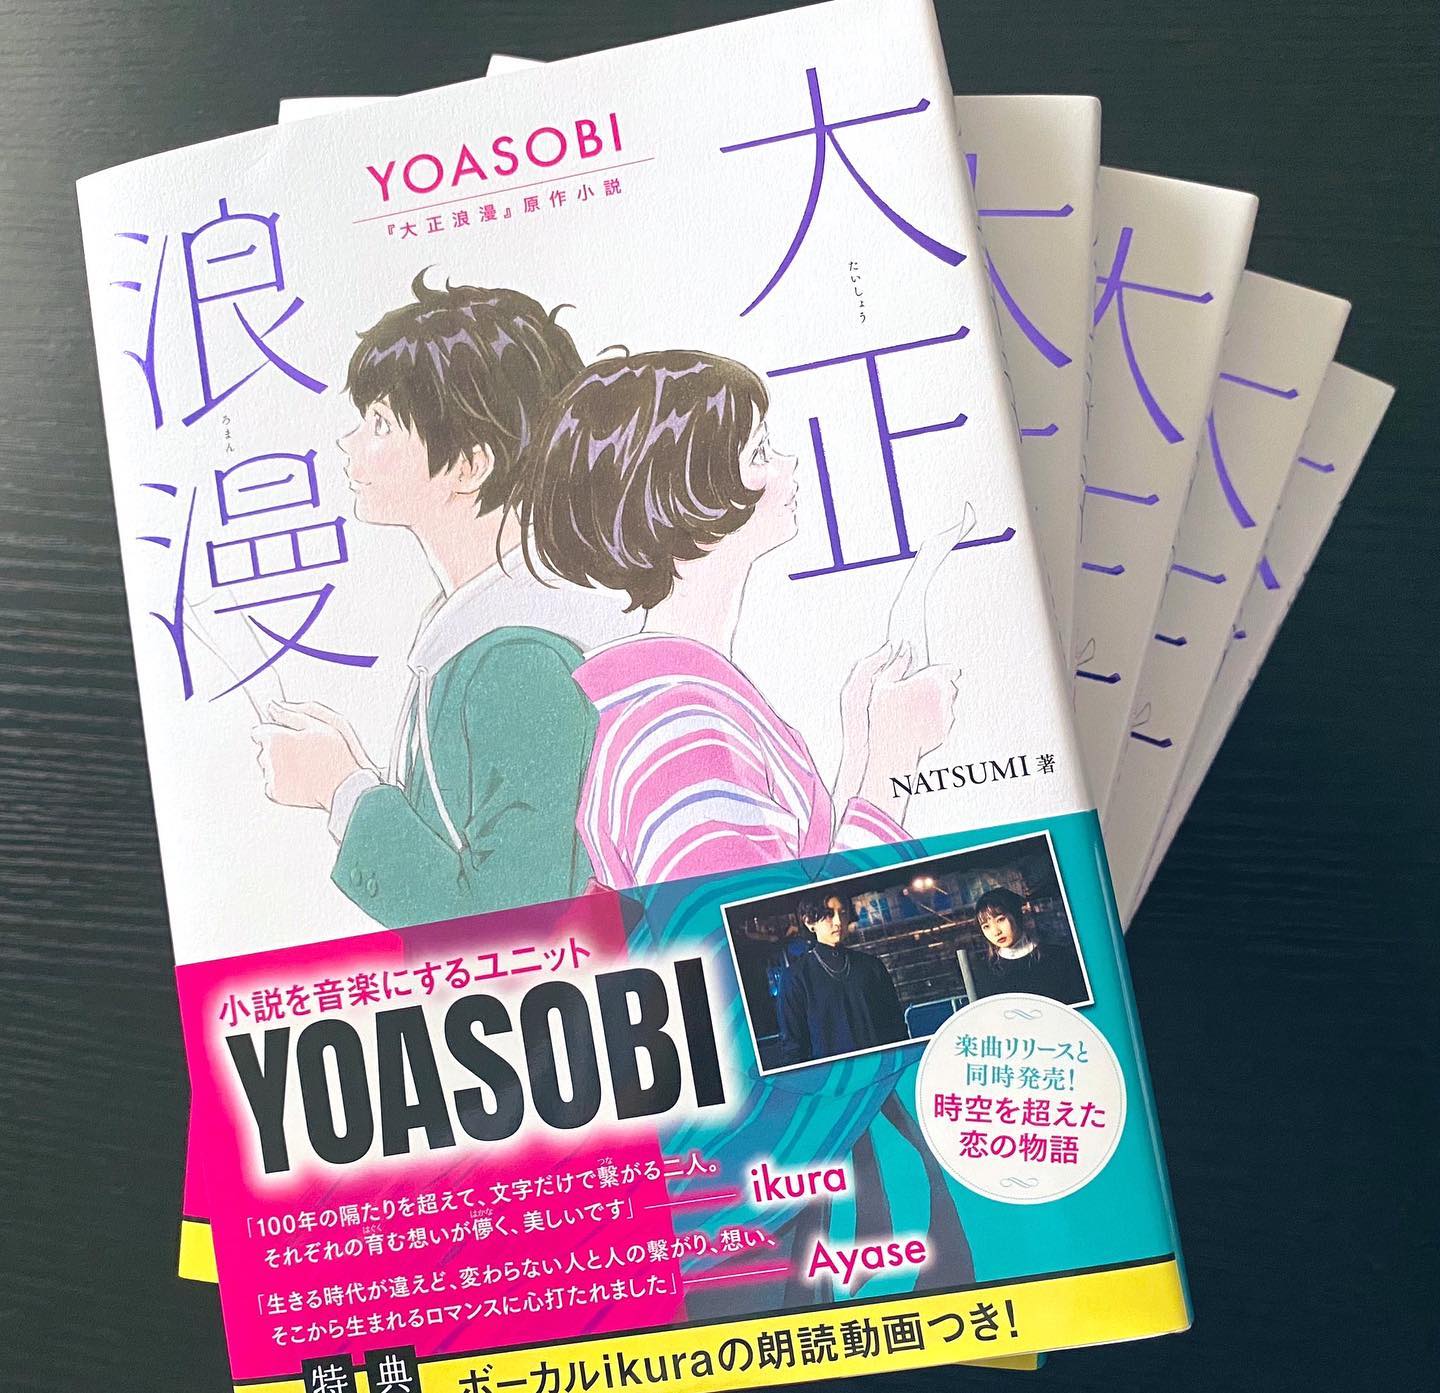 YOASOBI
『大正浪漫』原作小説
大正
たいしょう
浪漫
ろまん
NATSUMI 著
小説を音楽にするユニット
YOASOBI
楽曲リリースと
同時発売!
時空を超えた
恋の物語
「100年の隔たりを超えて、文字だけで繫がる二人。
つな
それぞれの育む想いが儚く、美しいです」
はぐく
はかな
ikura
「生きる時代が違えど、変わらない人と人の繫がり、想い、
そこから生まれるロマンスに心打たれました」
Ayase
特典
ボーカルikuraの朗読動画つき!